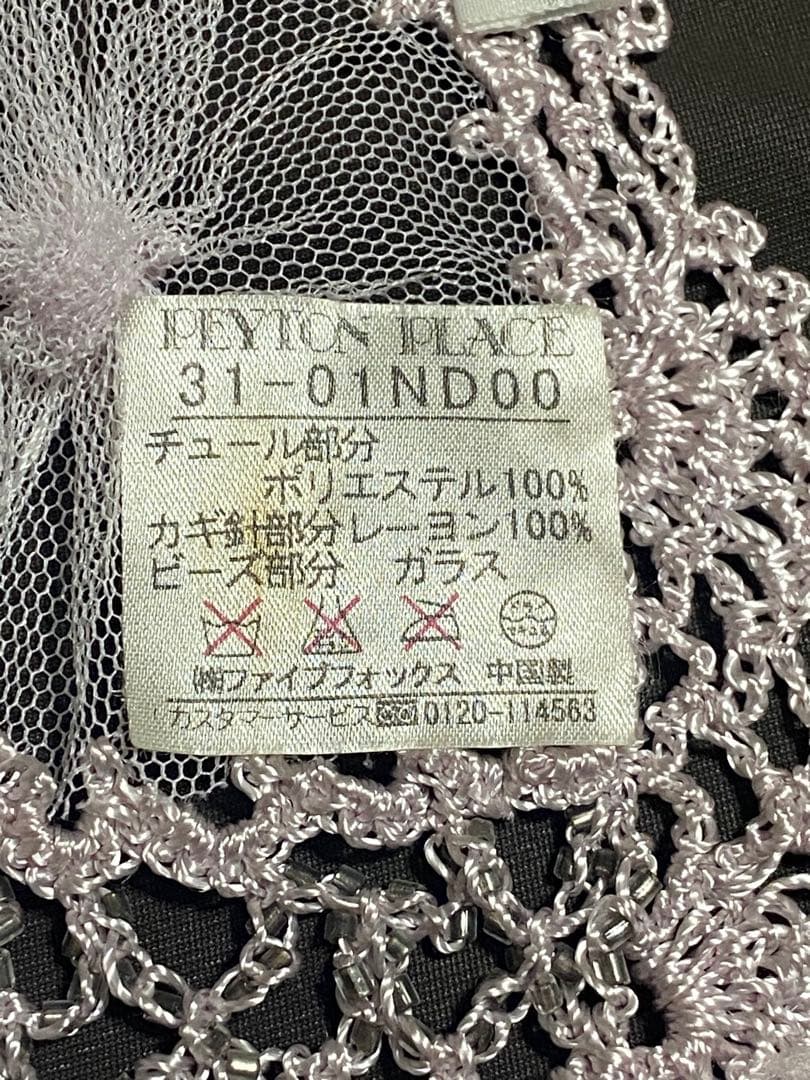 PEYTON PLACE
31-01ND00
チュール部分
ポリエステル100%
カギ針部分レーヨン100%
ビーズ部分 ガラス
㈱ファイブフォックス 中国製
カスタマーサービス 0120-114563